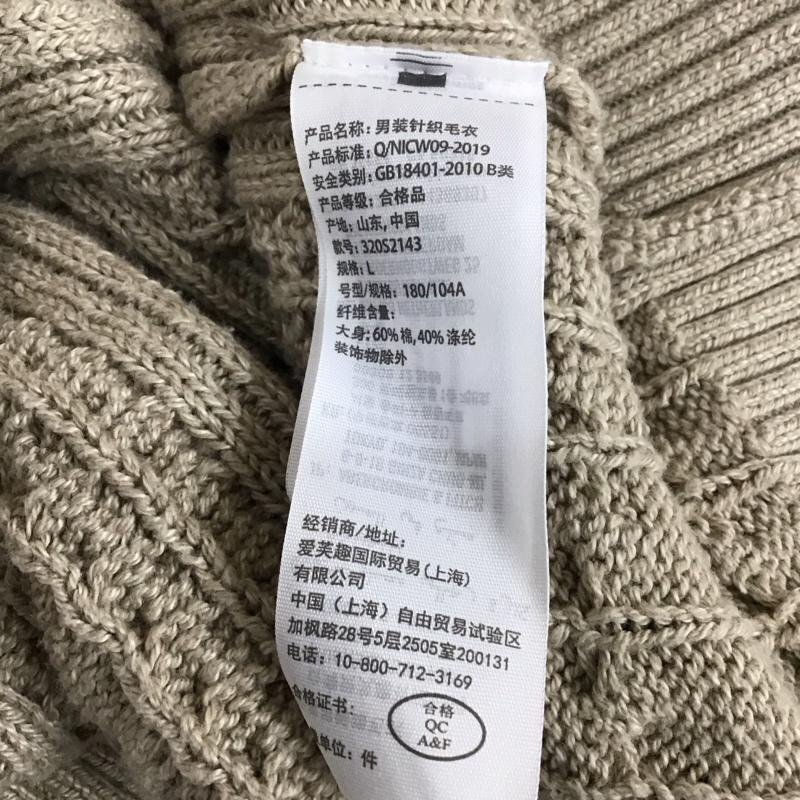 产品名称: 男装针织毛衣
产品标准: Q/NICW09-2019
安全类别: GB18401-2010 B类
产品等级: 合格品
产地: 山东, 中国
款号: 320S2143
规格: L
号型/规格: 180/104A
纤维含量:
大身: 60% 棉, 40% 涤纶
装饰物除外
经销商/地址:
爱芙趣国际贸易(上海)
有限公司
中国（上海）自由贸易试验区
加枫路28号5层2505室200131
电话: 10-800-712-3169
合格证书:
合格
QC
A&F
单位: 件